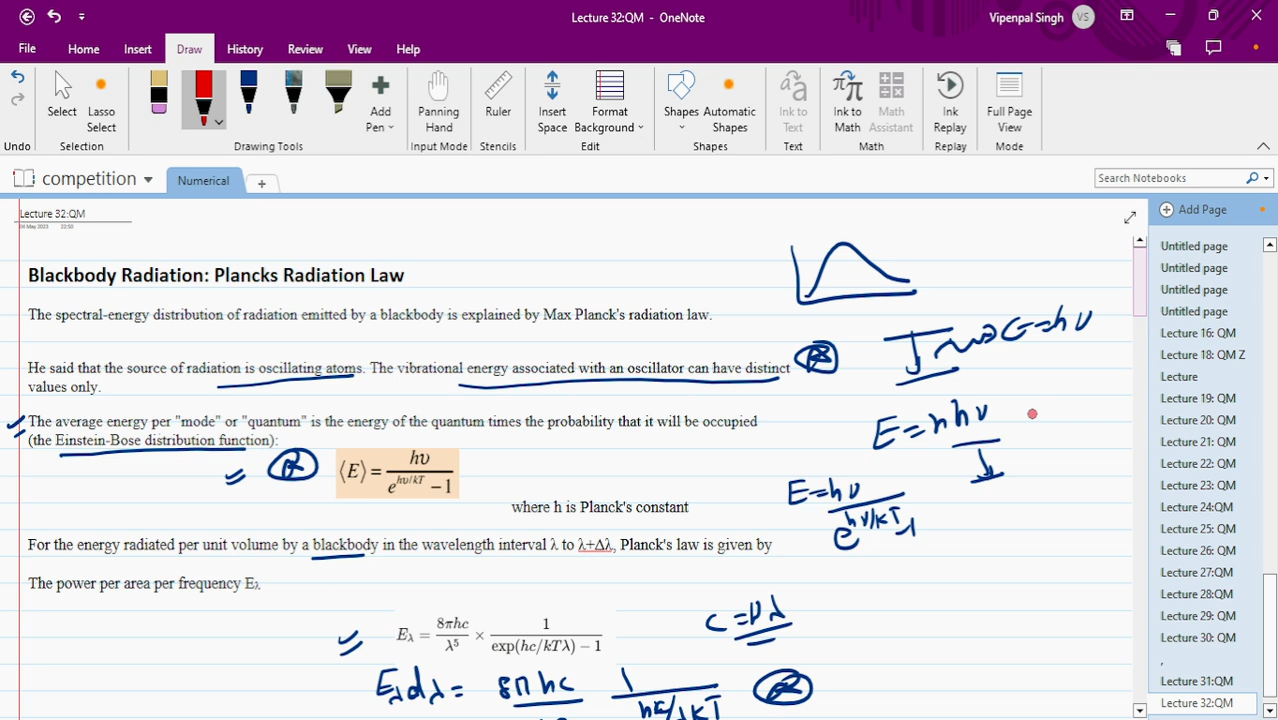 Lecture 32:QM - OneNote
Vipenpal Singh VS
File Home Insert Draw History Review View Help
Select
Lasso Select
Add Pen
Panning Hand
Ruler
Insert Space
Format Background
Shapes
Automatic Shapes
Ink to Text
Ink to Math
Math Assistant
Ink Replay
Full Page View
Undo Selection Drawing Tools Input Mode Stencils Edit Shapes Text Math Replay Mode
competition Numerical
Search Notebooks
Lecture 32:QM
04 May 2023 22:50
Add Page
Untitled page
Untitled page
Untitled page
Untitled page
Lecture 16: QM
Lecture 18: QM Z
Lecture
Lecture 19: QM
Lecture 20: QM
Lecture 21: QM
Lecture 22: QM
Lecture 23: QM
Lecture 24:QM
Lecture 25: QM
Lecture 26: QM
Lecture 27:QM
Lecture 28:QM
Lecture 29: QM
Lecture 30: QM
,
Lecture 31:QM
Lecture 32:QM
Blackbody Radiation: Plancks Radiation Law
The spectral-energy distribution of radiation emitted by a blackbody is explained by Max Planck's radiation law.
E=hν
He said that the source of radiation is oscillating atoms. The vibrational energy associated with an oscillator can have distinct
values only.
The average energy per "mode" or "quantum" is the energy of the quantum times the probability that it will be occupied
(the Einstein-Bose distribution function):
E=nhν
⟨E⟩ = hυ / (e^(hυ/kT) − 1)
E=hν / e^(hν/kT) -1
where h is Planck's constant
For the energy radiated per unit volume by a blackbody in the wavelength interval λ to λ+Δλ, Planck's law is given by
The power per area per frequency Eλ
c=νλ
Eλ = 8πhc / λ⁵ × 1 / (exp(hc/kTλ) − 1)
Eλdλ = 8πhc 1
hc/λkT